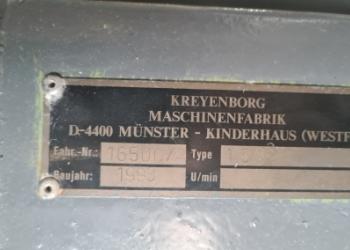 KREYENBORG
MASCHINENFABRIK
D-4400 MÜNSTER - KINDERHAUS (WESTF
Fabr.-Nr.: Type
Baujahr: U/min